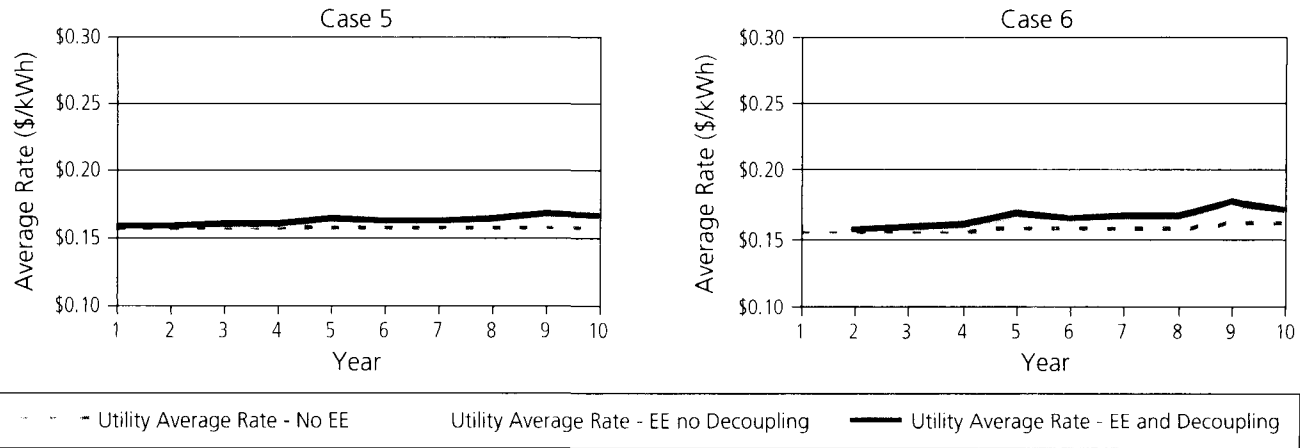 Case 5
Average Rate ($/kWh)
$0.30
$0.25
$0.20
$0.15
$0.10
1 2 3 4 5 6 7 8 9 10
Year
Case 6
Average Rate ($/kWh)
$0.30
$0.25
$0.20
$0.15
$0.10
1 2 3 4 5 6 7 8 9 10
Year
Utility Average Rate - No EE
Utility Average Rate - EE no Decoupling
Utility Average Rate - EE and Decoupling